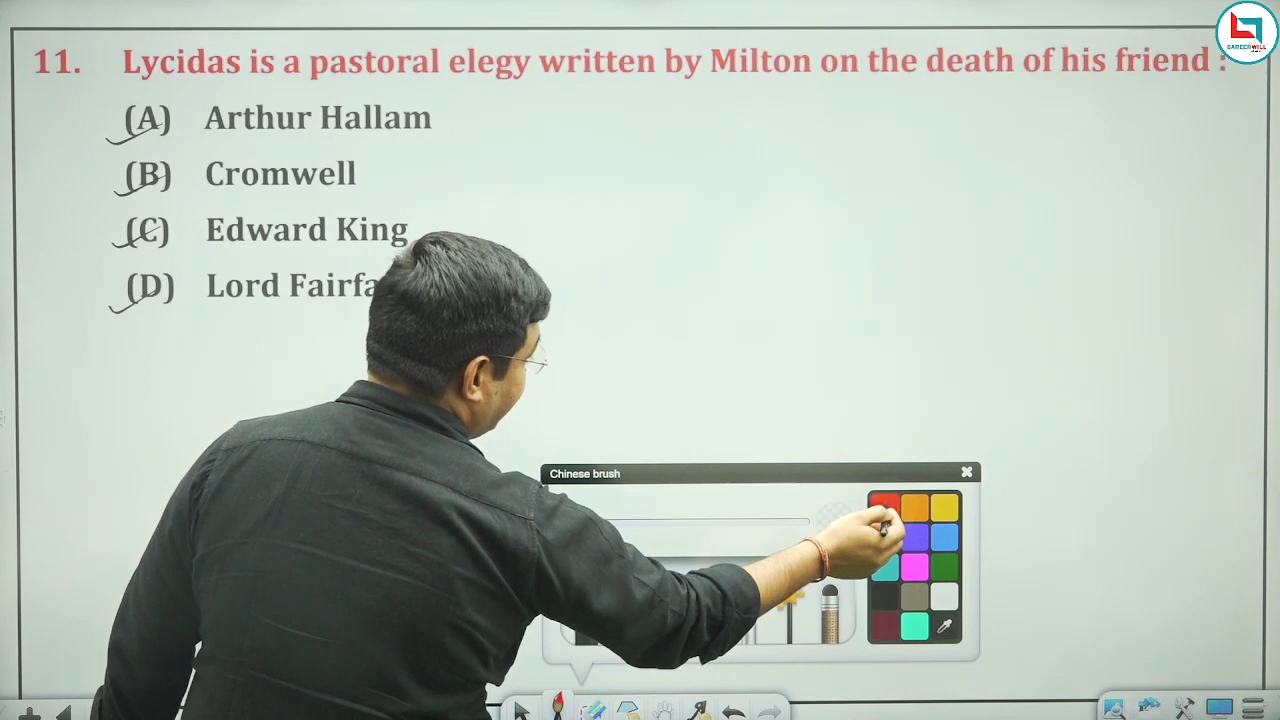 CAREERWILL
11. Lycidas is a pastoral elegy written by Milton on the death of his friend :
(A) Arthur Hallam
(B) Cromwell
(C) Edward King
(D) Lord
Chinese brush